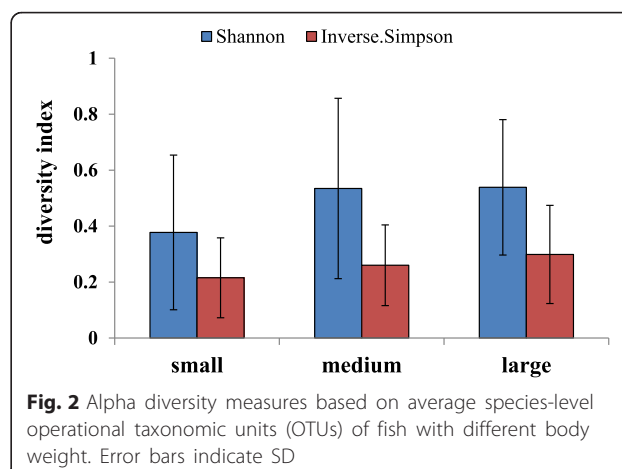 Shannon Inverse.Simpson
1
0.8
0.6
0.4
0.2
0
diversity index
small medium large
Fig. 2 Alpha diversity measures based on average species-level
operational taxonomic units (OTUs) of fish with different body
weight. Error bars indicate SD